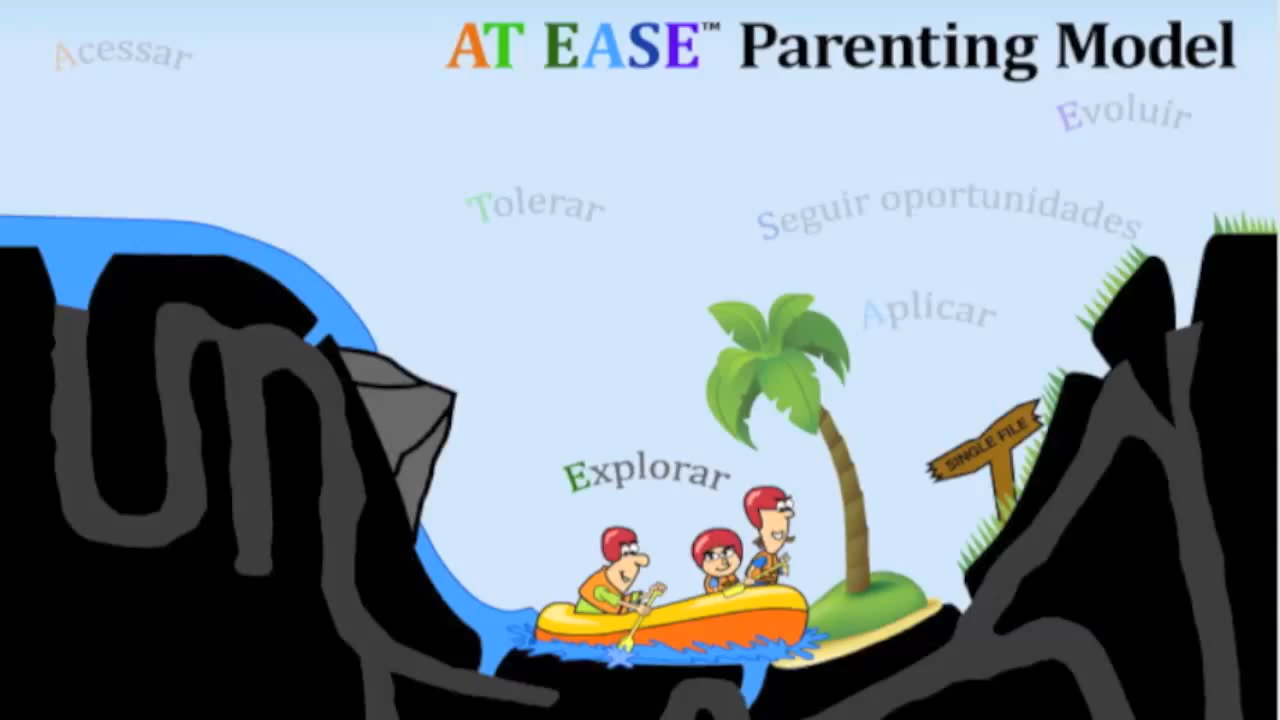 AT EASE™ Parenting Model
Acessar
Evoluir
Tolerar
Seguir oportunidades
Aplicar
SINGLE FILE
Explorar